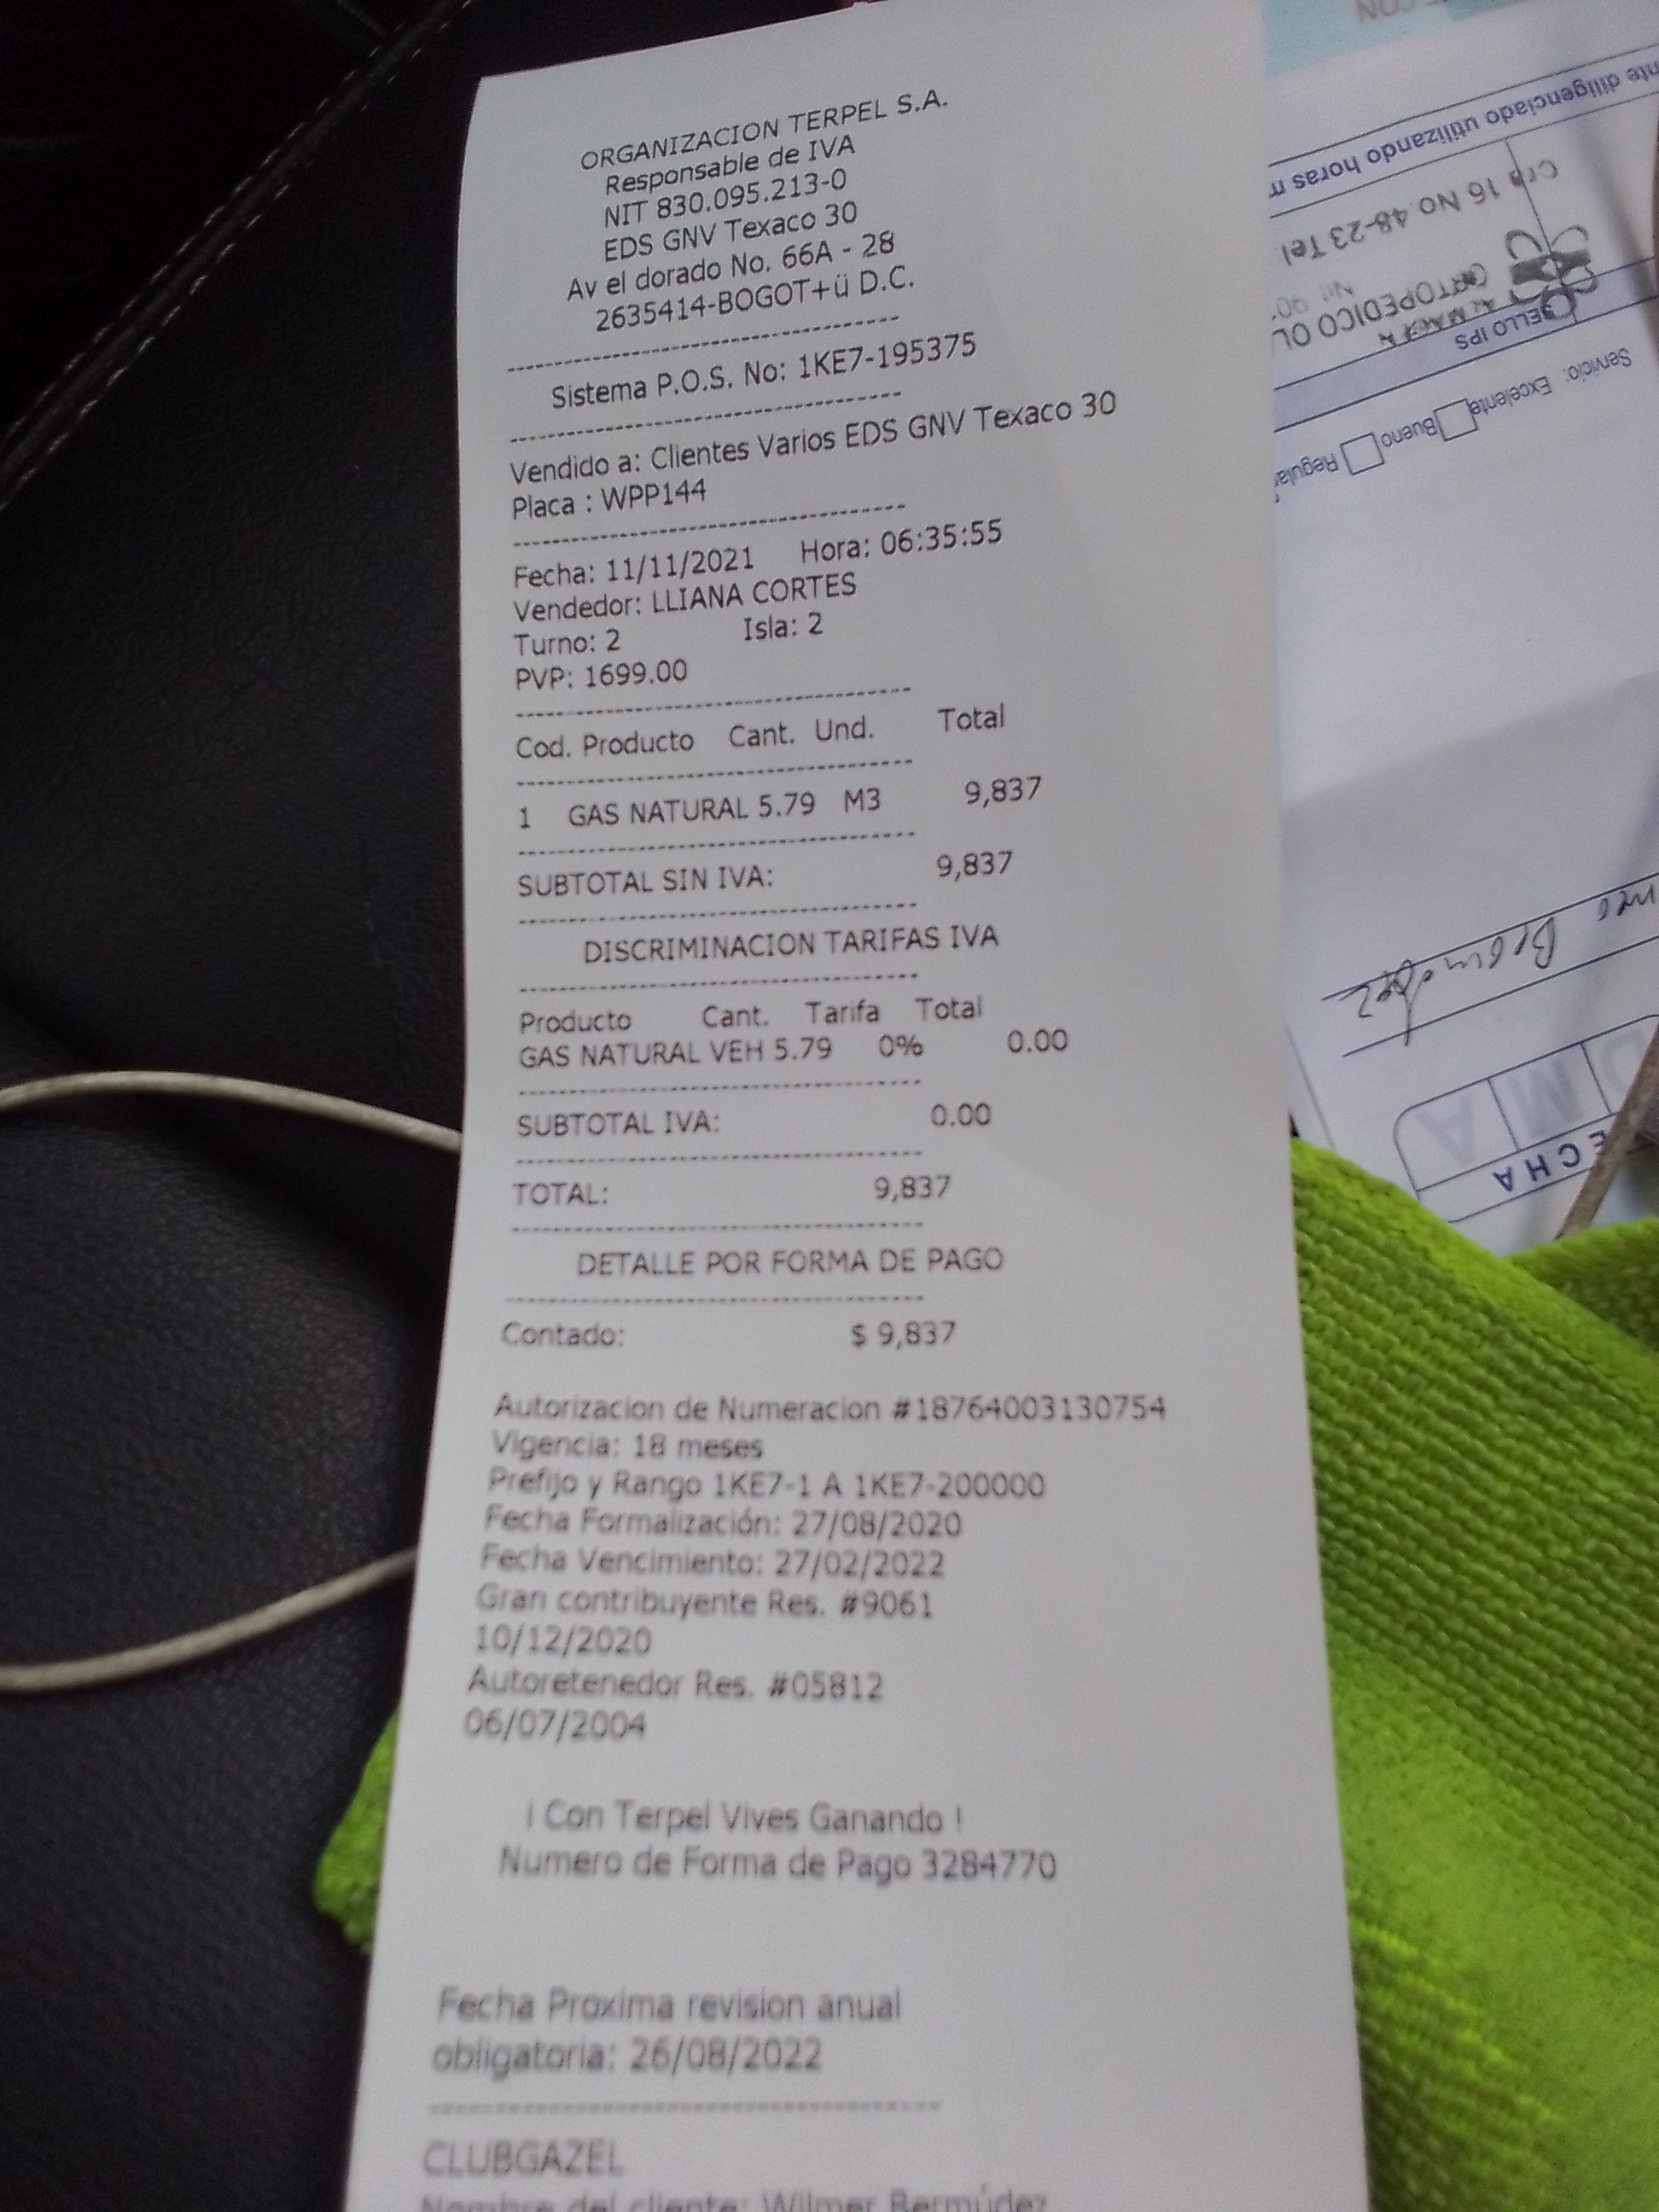 ORGANIZACION TERPEL S.A.
Responsable de IVA
NIT 830.095.213-0
EDS GNV Texaco 30
Av el dorado No. 66A - 28
2635414-BOGOT+ü D.C.
Sistema P.O.S. No: 1KE7-195375
Vendido a: Clientes Varios EDS GNV Texaco 30
Placa : WPP144
Fecha: 11/11/2021 Hora: 06:35:55
Vendedor: LLIANA CORTES
Turno: 2 Isla: 2
PVP: 1699.00
Cod. Producto Cant. Und. Total
1 GAS NATURAL 5.79 M3 9,837
SUBTOTAL SIN IVA: 9,837
DISCRIMINACION TARIFAS IVA
Producto Cant. Tarifa Total
GAS NATURAL VEH 5.79 0% 0.00
SUBTOTAL IVA: 0.00
TOTAL: 9,837
DETALLE POR FORMA DE PAGO
Contado: $ 9,837
Autorizacion de Numeracion #18764003130754
Vigencia: 18 meses
Prefijo y Rango 1KE7-1 A 1KE7-200000
Fecha Formalización: 27/08/2020
Fecha Vencimiento: 27/02/2022
Gran contribuyente Res. #9061
10/12/2020
Autoretenedor Res. #05812
06/07/2004
¡ Con Terpel Vives Ganando !
Numero de Forma de Pago 3284770
Fecha Proxima revision anual
obligatoria: 26/08/2022
CLUBGAZEL
Nombre del cliente: Wilmer Bermúdez
nte diligenciado utilizando horas m
Cra 16 No. 48-23 Tel
ORTOPEDICO OL
SELLO IPS
Servicio: Excelente Bueno Regular
ECHA
D M A